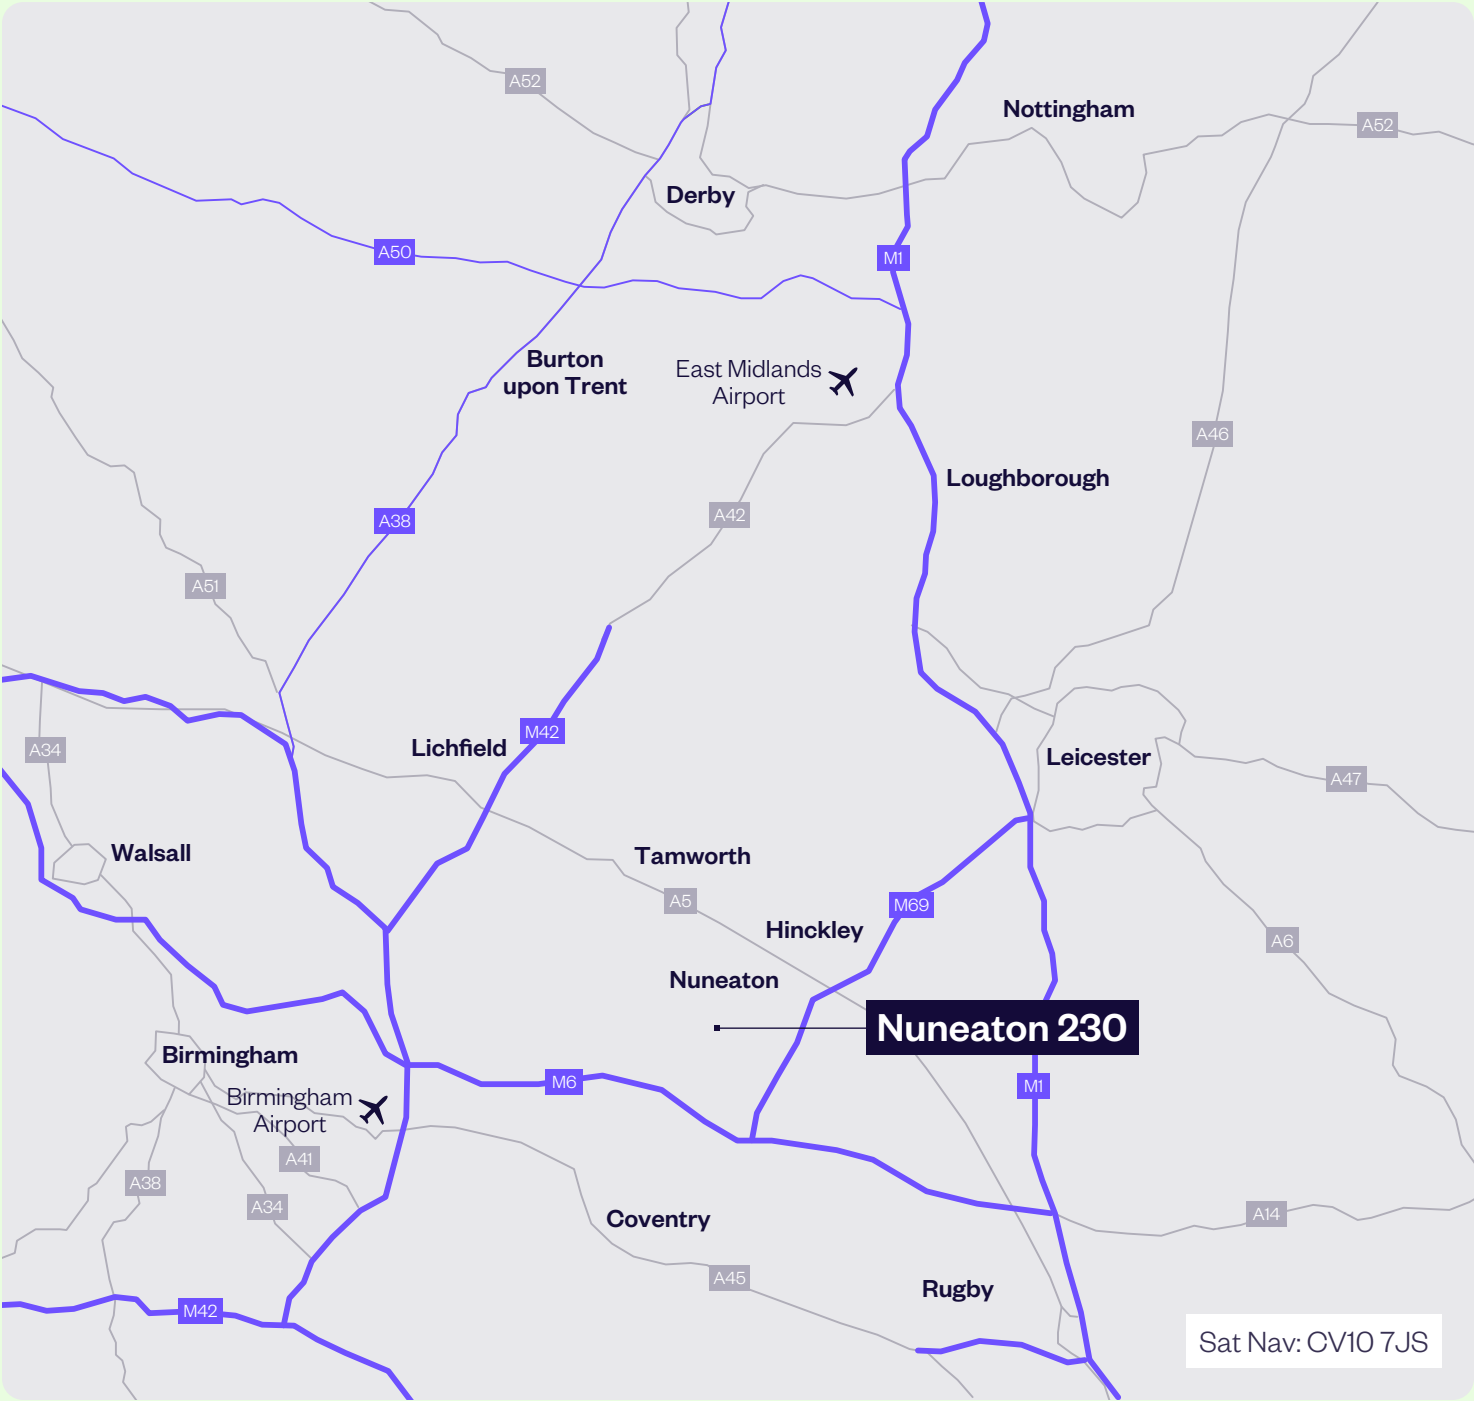 A52
Nottingham
A52
Derby
A50
M1
Burton
upon Trent
East Midlands
Airport
A46
Loughborough
A42
A38
A51
M42
Lichfield
A34
Leicester
A47
Walsall
Tamworth
A5
M69
Hinckley
A6
Nuneaton
Nuneaton 230
Birmingham
M6
M1
Birmingham
Airport
A41
A38
A34
Coventry
A14
A45
Rugby
M42
Sat Nav: CV10 7JS